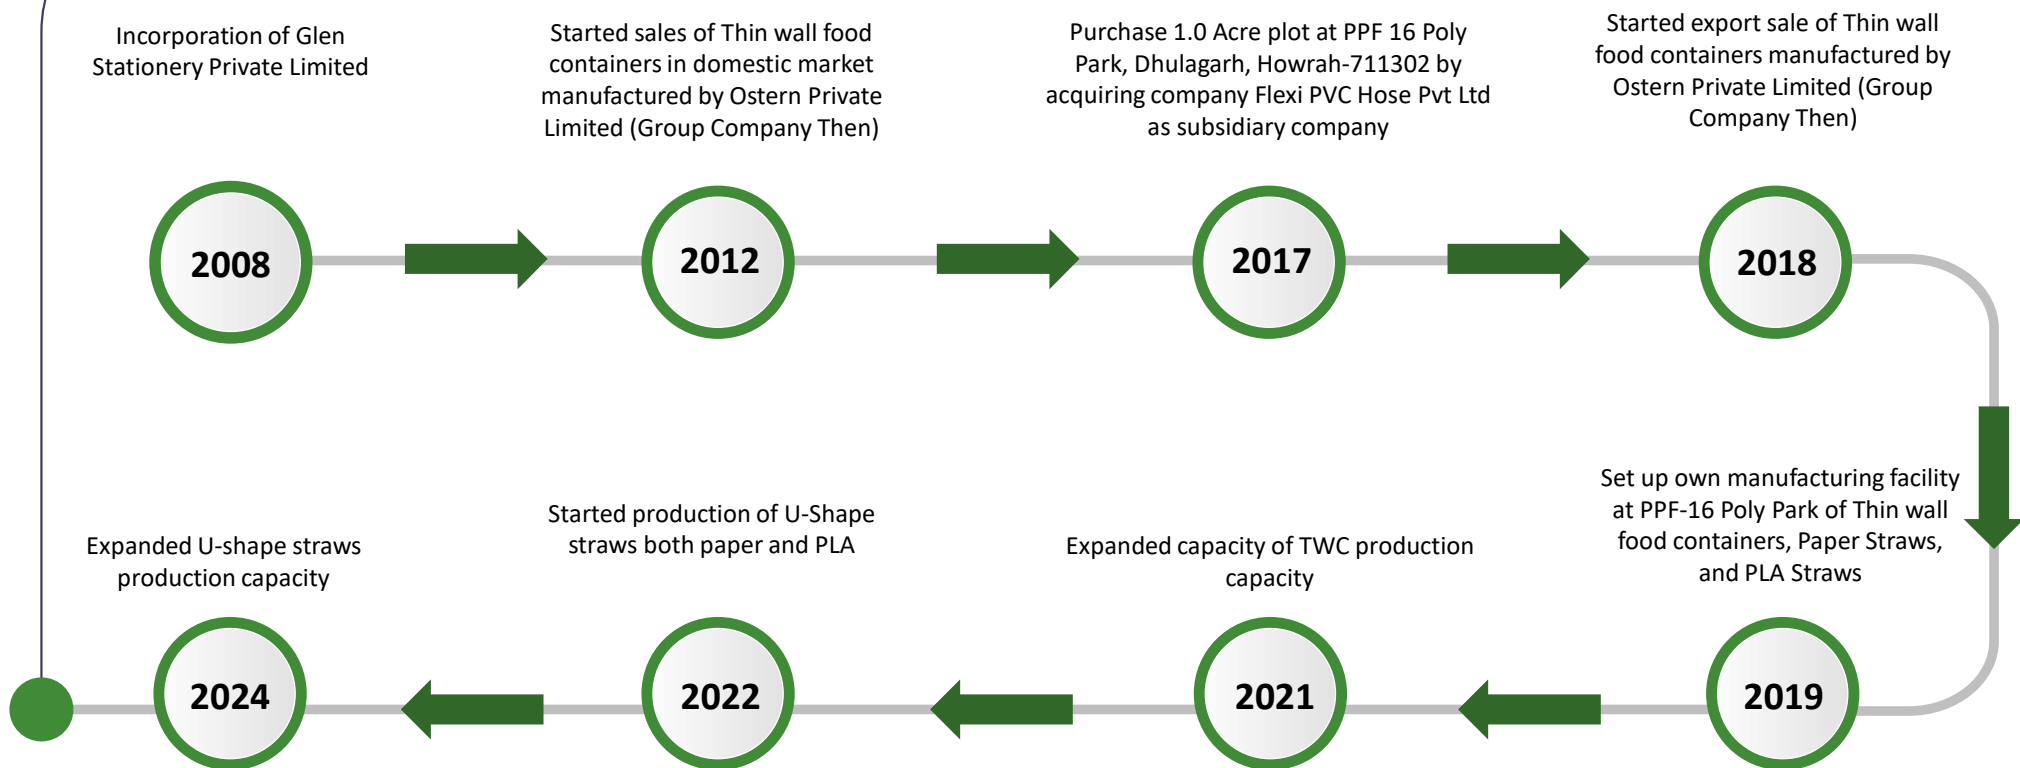 Incorporation of Glen
Stationery Private Limited
Started sales of Thin wall food
containers in domestic market
manufactured by Ostern Private
Limited (Group Company Then)
Purchase 1.0 Acre plot at PPF 16 Poly
Park, Dhulagarh, Howrah-711302 by
acquiring company Flexi PVC Hose Pvt Ltd
as subsidiary company
Started export sale of Thin wall
food containers manufactured by
Ostern Private Limited (Group
Company Then)
2008
2012
2017
2018
Set up own manufacturing facility
at PPF-16 Poly Park of Thin wall
food containers, Paper Straws,
and PLA Straws
Expanded capacity of TWC production
capacity
Started production of U-Shape
straws both paper and PLA
Expanded U-shape straws
production capacity
2019
2021
2022
2024